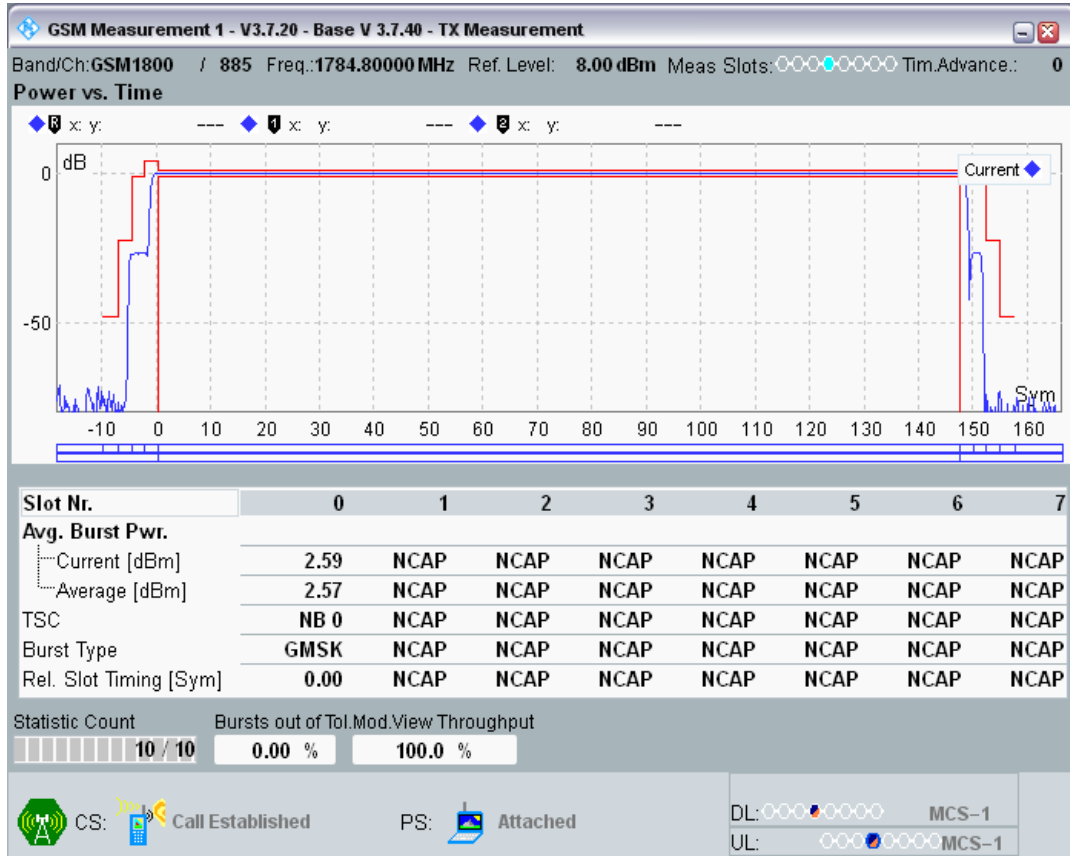 GSM Measurement 1 - V3.7.20 - Base V 3.7.40 - TX Measurement
Band/Ch:GSM1800 / 885 Freq.:1784.80000 MHz Ref. Level: 8.00 dBm Meas Slots: Tim.Advance.: 0
Power vs. Time
R x: y: --- 1 x: y: --- 2 x: y: ---
dB
0
Current
-50
Sym
-10 0 10 20 30 40 50 60 70 80 90 100 110 120 130 140 150 160
Slot Nr. 0 1 2 3 4 5 6 7
Avg. Burst Pwr.
Current [dBm] 2.59 NCAP NCAP NCAP NCAP NCAP NCAP NCAP
Average [dBm] 2.57 NCAP NCAP NCAP NCAP NCAP NCAP NCAP
TSC NB 0 NCAP NCAP NCAP NCAP NCAP NCAP NCAP
Burst Type GMSK NCAP NCAP NCAP NCAP NCAP NCAP NCAP
Rel. Slot Timing [Sym] 0.00 NCAP NCAP NCAP NCAP NCAP NCAP NCAP
Statistic Count Bursts out of Tol.Mod.View Throughput
10 / 10 0.00 % 100.0 %
CS: Call Established PS: Attached
DL: MCS-1
UL: MCS-1